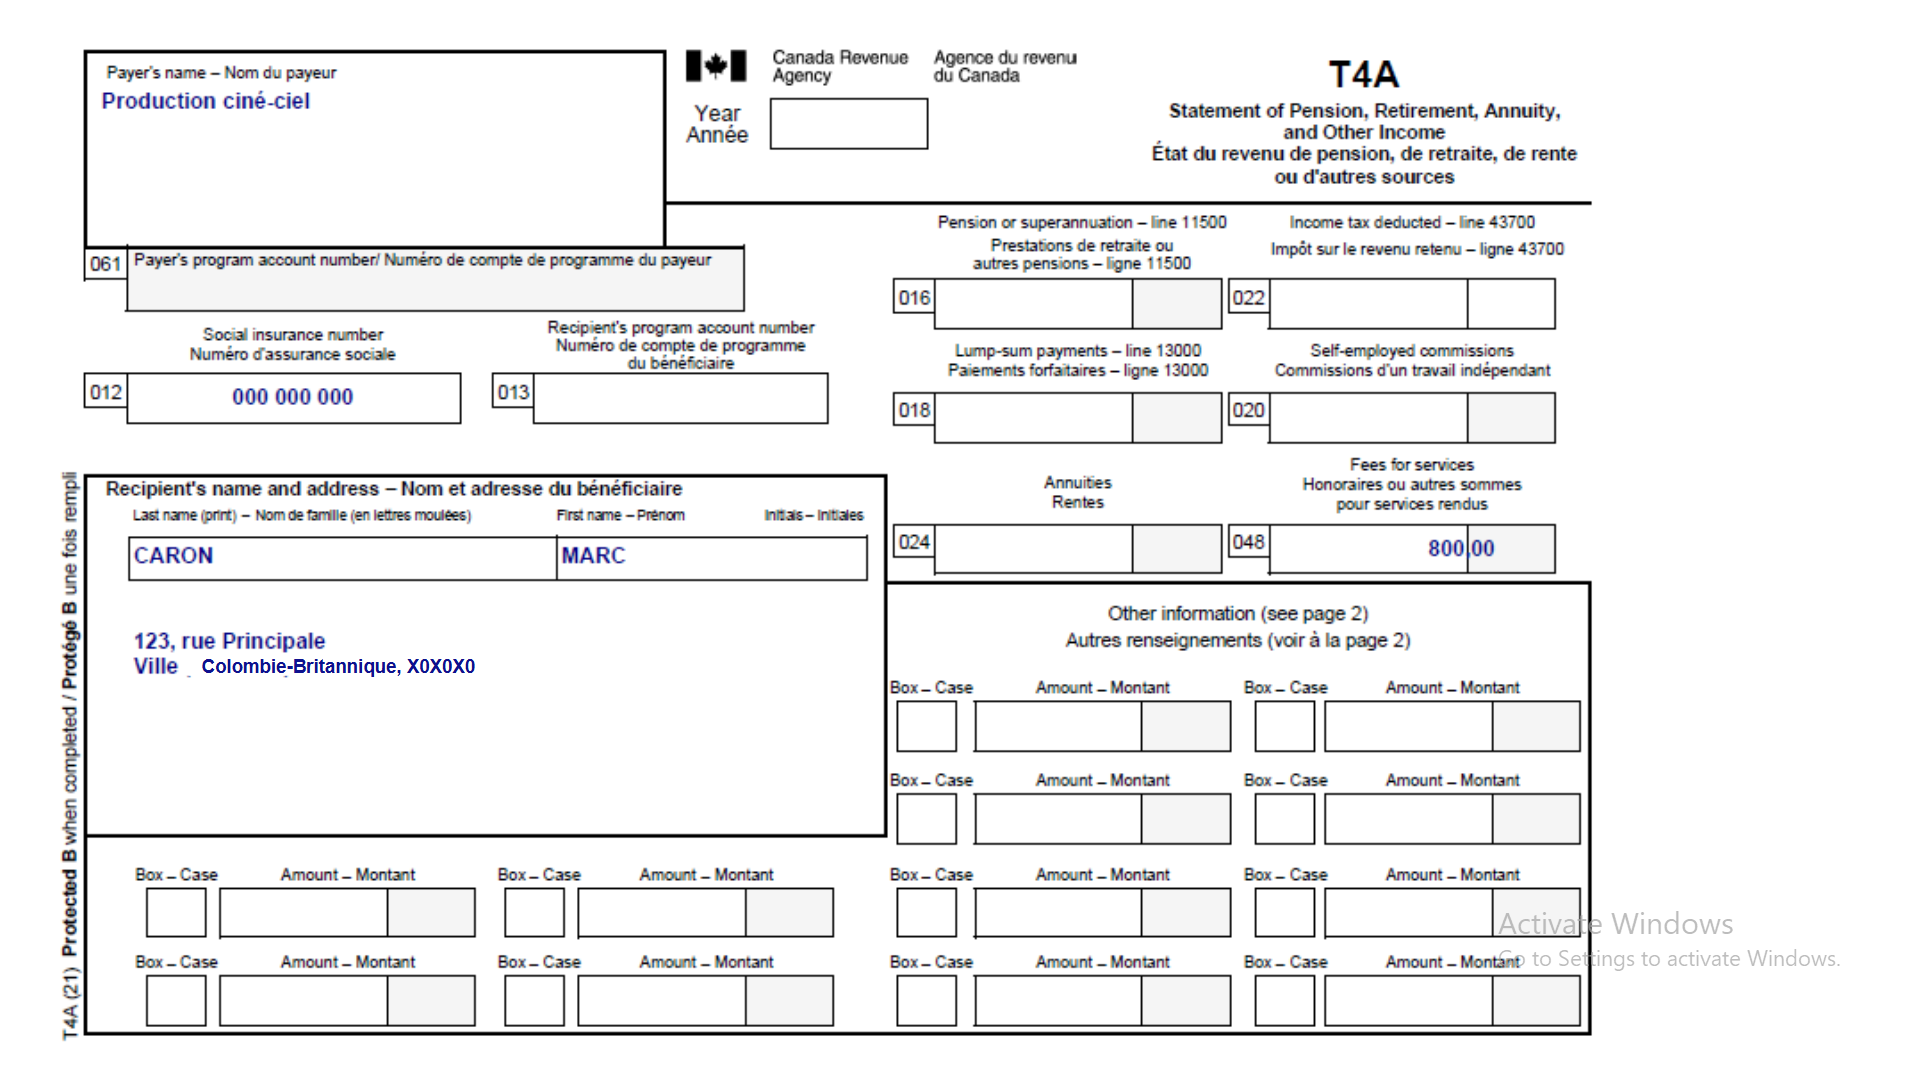 Payer's name – Nom du payeur
Production ciné-ciel
Canada Revenue Agency
Agence du revenu du Canada
Year
Année
T4A
Statement of Pension, Retirement, Annuity,
and Other Income
État du revenu de pension, de retraite, de rente
ou d'autres sources
061 Payer's program account number/ Numéro de compte de programme du payeur
Pension or superannuation – line 11500
Prestations de retraite ou
autres pensions – ligne 11500
016
Income tax deducted – line 43700
Impôt sur le revenu retenu – ligne 43700
022
Social insurance number
Numéro d'assurance sociale
012 000 000 000
Recipient's program account number
Numéro de compte de programme
du bénéficiaire
013
Lump-sum payments – line 13000
Paiements forfaitaires – ligne 13000
018
Self-employed commissions
Commissions d'un travail indépendant
020
Annuities
Rentes
024
Fees for services
Honoraires ou autres sommes
pour services rendus
048 800,00
Recipient's name and address – Nom et adresse du bénéficiaire
Last name (print) – Nom de famille (en lettres moulées) First name – Prénom Initials – Initiales
CARON MARC
123, rue Principale
Ville Colombie-Britannique, X0X0X0
Other information (see page 2)
Autres renseignements (voir à la page 2)
Box – Case Amount – Montant Box – Case Amount – Montant
Box – Case Amount – Montant Box – Case Amount – Montant
Box – Case Amount – Montant Box – Case Amount – Montant Box – Case Amount – Montant Box – Case Amount – Montant
Box – Case Amount – Montant Box – Case Amount – Montant Box – Case Amount – Montant Box – Case Amount – Montant
T4A (21) Protected B when completed / Protégé B une fois rempli
Activate Windows
Go to Settings to activate Windows.